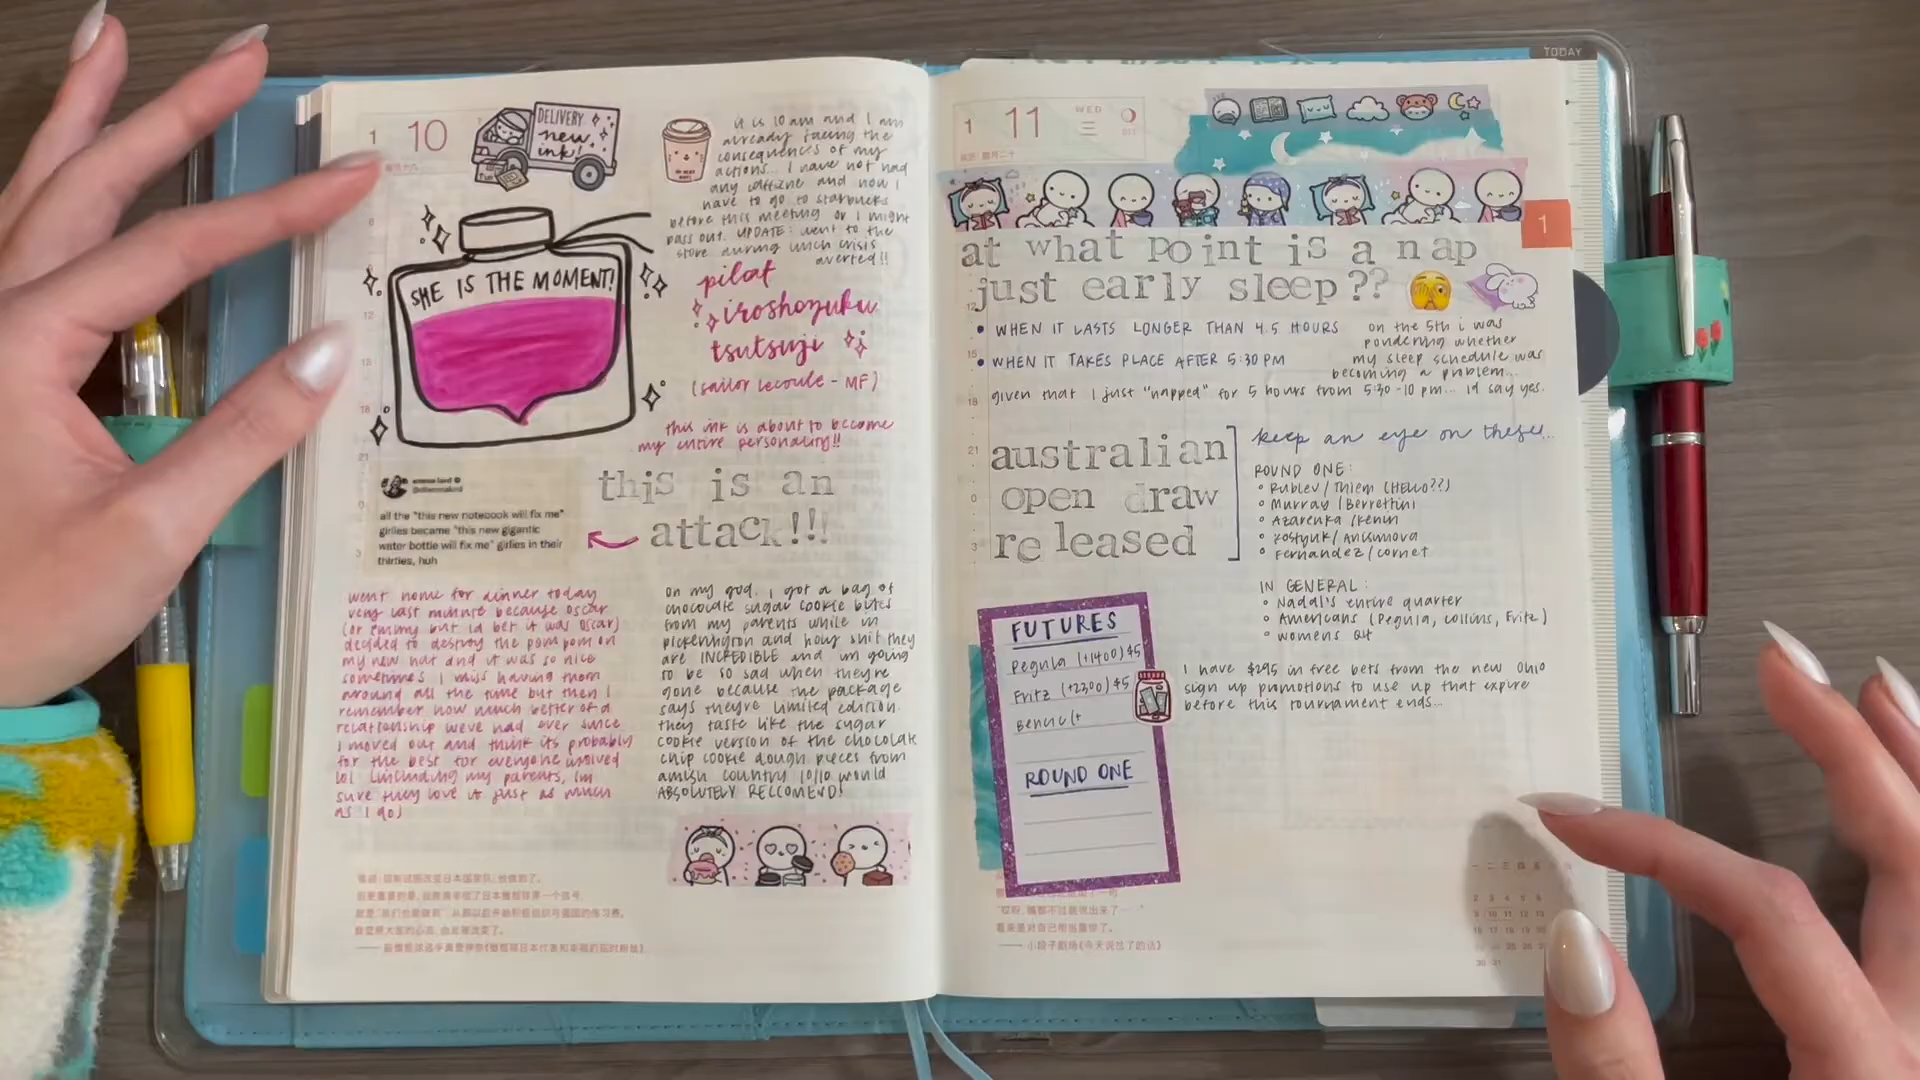 1 10
DELIVERY
new
ink!
it is 10 am and I am
already facing the
consequences of my
actions... I have not had
any caffeine and now I
have to go to starbucks
before this meeting or I might
pass out. UPDATE: went to the
store during lunch crisis
averted!!
SHE IS THE MOMENT!
pilot
iroshozuku
tsutsuji
(sailor lecoule - MF)
this ink is about to become
my entire personality!!
all the "this new notebook will fix me"
girlies became "this new gigantic
water bottle will fix me" girlies in their
thirties, huh
this is an
attack!!!
went home for dinner today
very last minute because oscar
(or emmy but id bet it was oscar)
decided to destroy the pom pom on
my new hat and it was so nice
sometimes I miss having them
around all the time but then I
remember how much better of a
relationship weve had ever since
I moved out and think its probably
for the best for everyone involved
lol (including my parents, im
sure they love it just as much
as I do)
oh my god. I got a bag of
chocolate sugar cookie bites
from my parents while in
pickerington and holy shit they
are INCREDIBLE and im going
to be so sad when theyre
gone because the package
says theyre limited edition.
they taste like the sugar
cookie version of the chocolate
chip cookie dough pieces from
amish country 10/10 would
ABSOLUTELY RECCOMEND!
TODAY
1 11 WED
三
1
at what point is a nap
just early sleep??
• WHEN IT LASTS LONGER THAN 4.5 HOURS
• WHEN IT TAKES PLACE AFTER 5:30 PM
on the 5th i was
pondering whether
my sleep schedule was
becoming a problem...
given that I just "napped" for 5 hours from 5:30-10 pm... id say yes.
australian
open draw
released
keep an eye on these...
ROUND ONE:
• Rublev/Thiem (HELLO??)
• Murray/Berrettini
• Azarenka/Kenin
• Kostyuk/Anisimova
• Fernandez/cornet
IN GENERAL:
• Nadal's entire quarter
• Americans (Pegula, Collins, Fritz)
• womens Q4
FUTURES
Pegula (+1400) $5
Fritz (+2300) $5
Bencic (+
ROUND ONE
I have $295 in free bets from the new Ohio
sign up promotions to use up that expire
before this tournament ends...